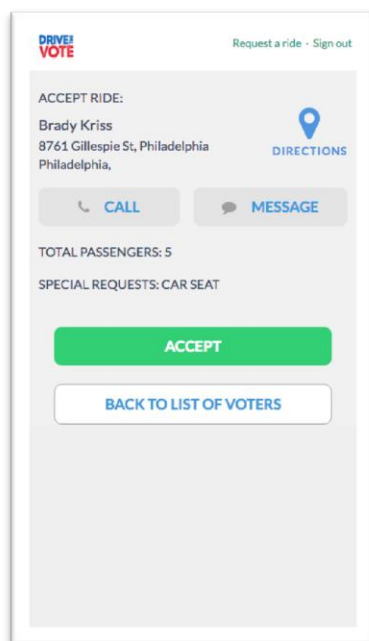 DRIVE THE
VOTE
Request a ride - Sign out
ACCEPT RIDE:
Brady Kriss
8761 Gillespie St, Philadelphia
Philadelphia,
DIRECTIONS
CALL
MESSAGE
TOTAL PASSENGERS: 5
SPECIAL REQUESTS: CAR SEAT
ACCEPT
BACK TO LIST OF VOTERS